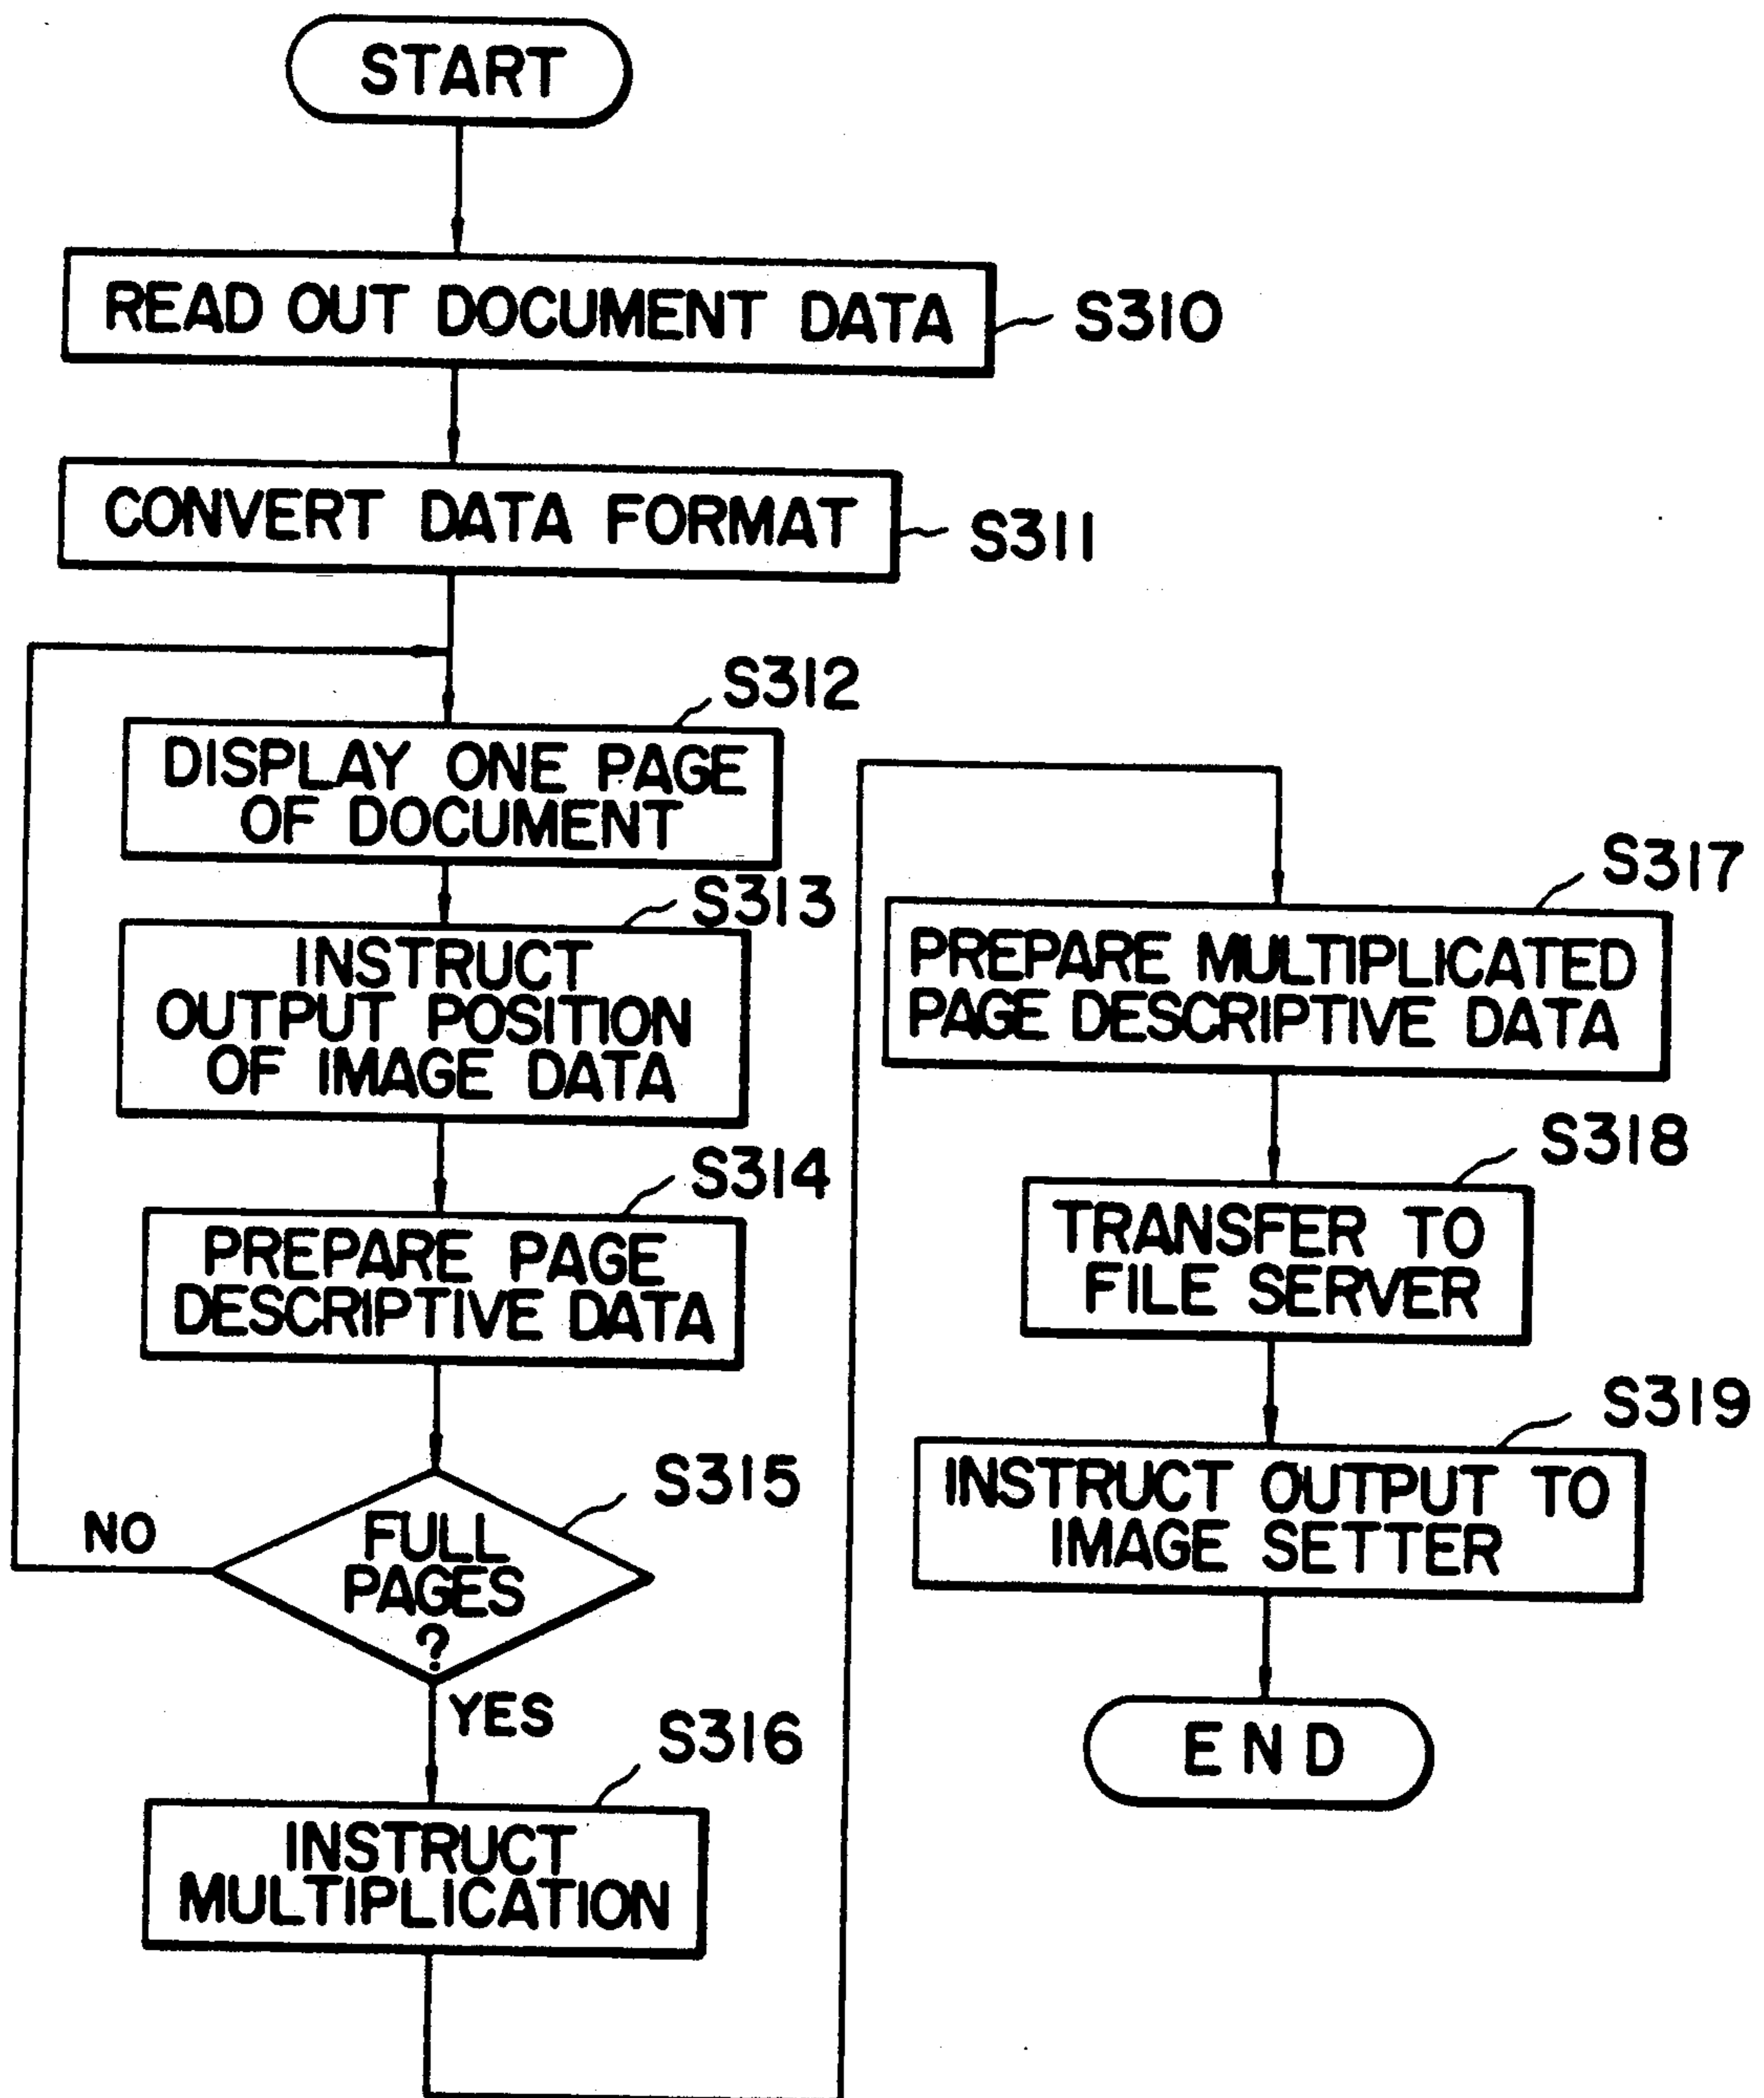 START
READ OUT DOCUMENT DATA
S310
CONVERT DATA FORMAT
S311
S312
DISPLAY ONE PAGE
OF DOCUMENT
S313
INSTRUCT
OUTPUT POSITION
OF IMAGE DATA
S314
PREPARE PAGE
DESCRIPTIVE DATA
S315
FULL
PAGES
?
NO
YES
S316
INSTRUCT
MULTIPLICATION
S317
PREPARE MULTIPLICATED
PAGE DESCRIPTIVE DATA
S318
TRANSFER TO
FILE SERVER
S319
INSTRUCT OUTPUT TO
IMAGE SETTER
END